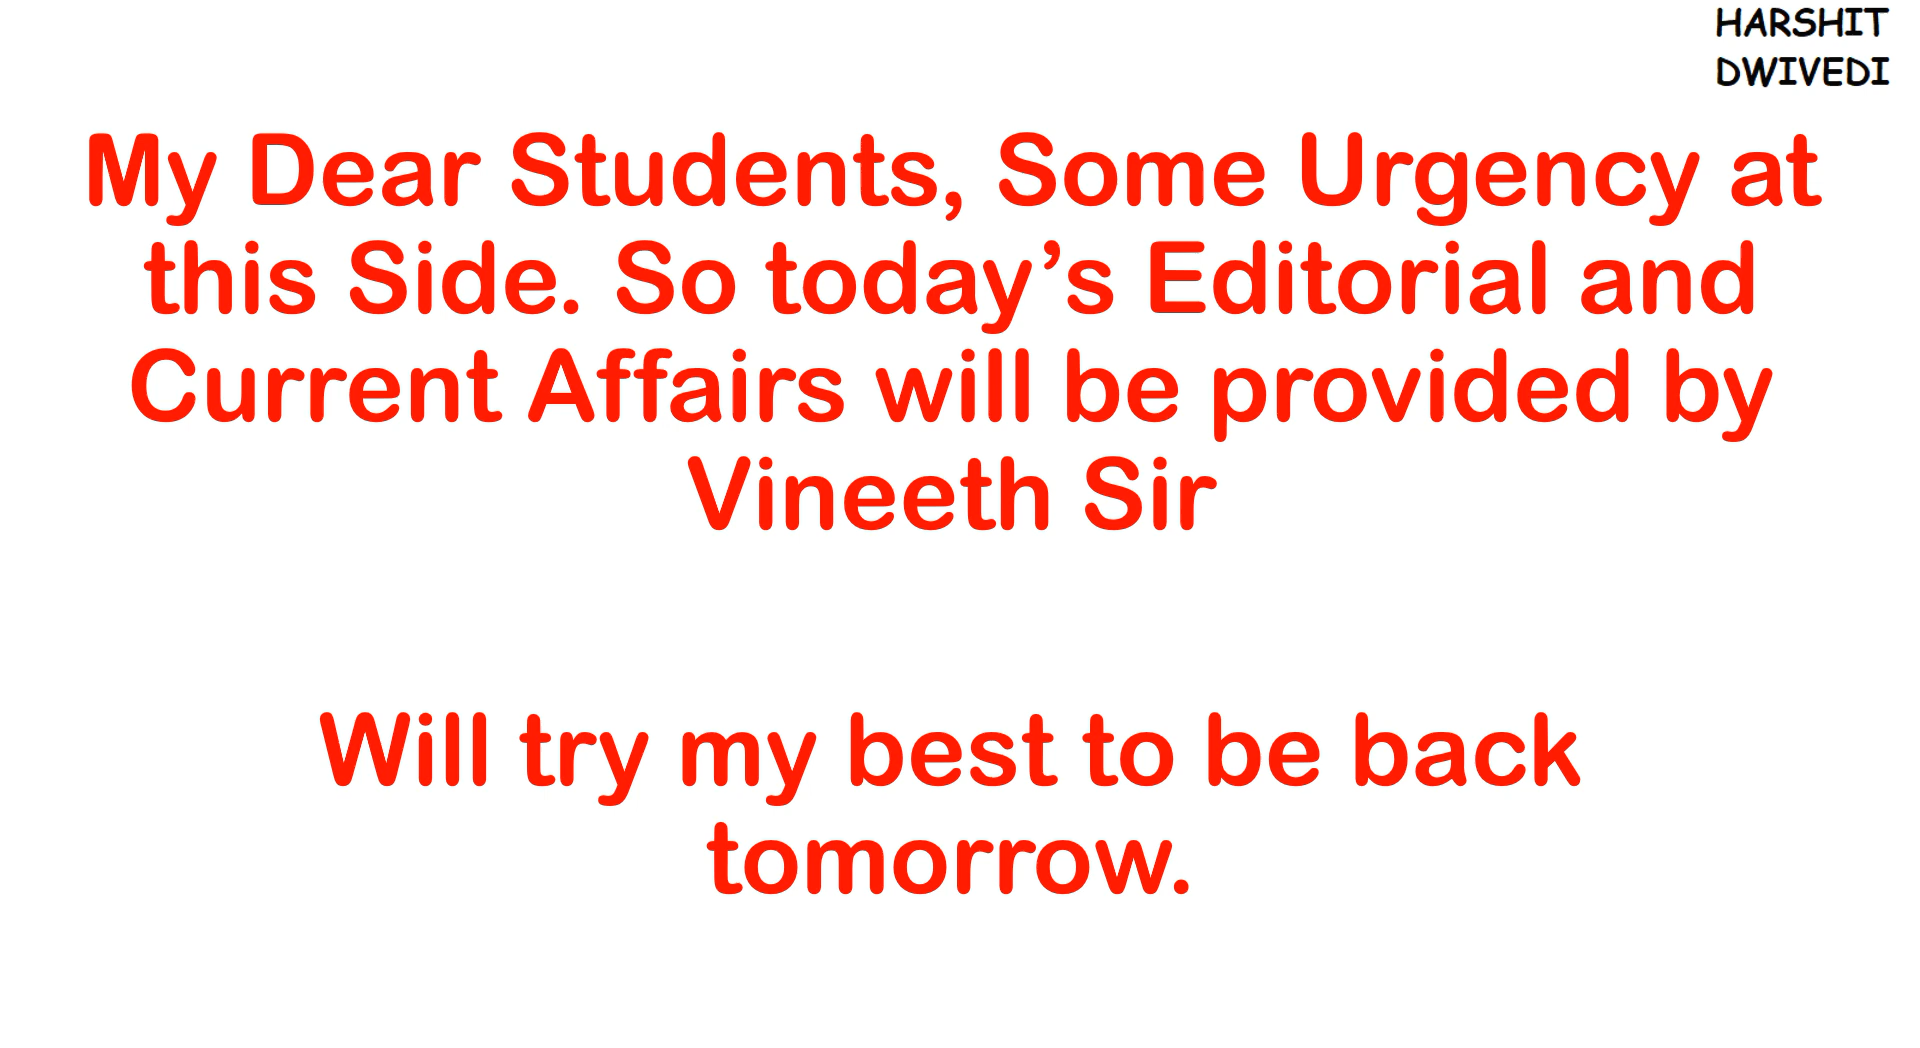 HARSHIT
DWIVEDI
My Dear Students, Some Urgency at
this Side. So today’s Editorial and
Current Affairs will be provided by
Vineeth Sir
Will try my best to be back
tomorrow.